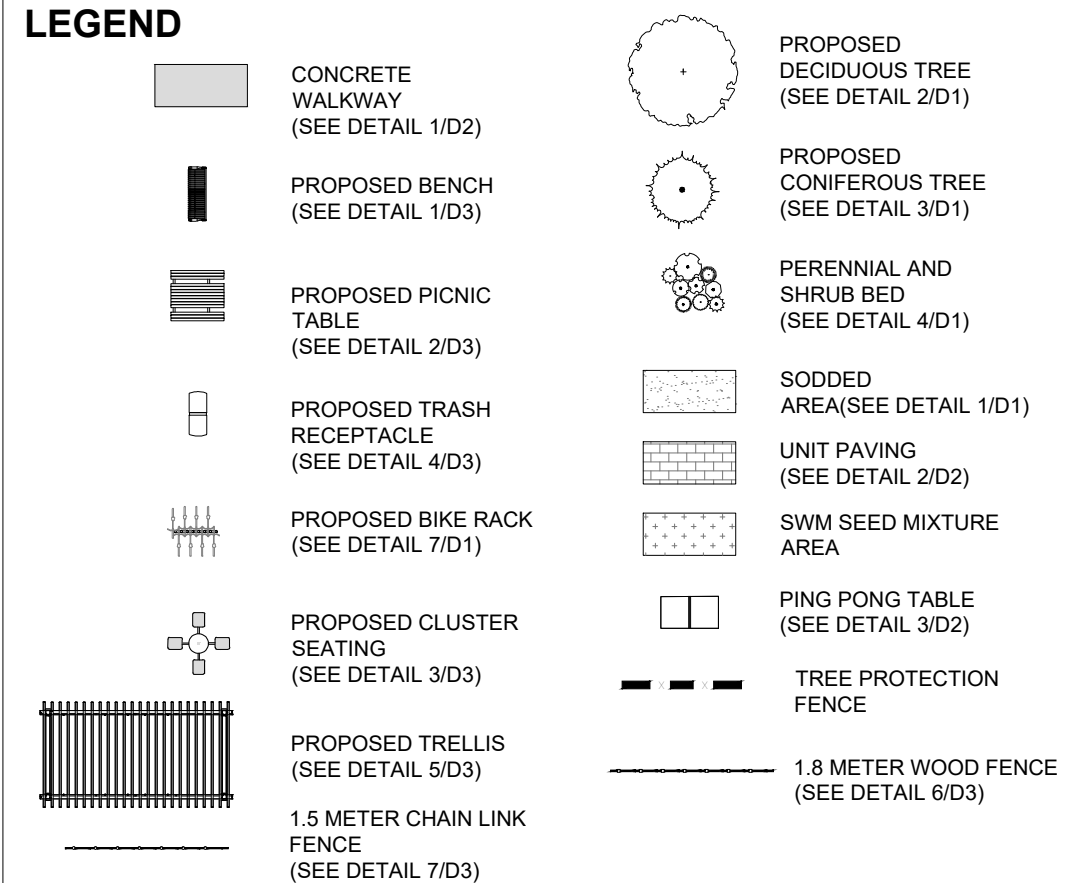 LEGEND
CONCRETE
WALKWAY
(SEE DETAIL 1/D2)
PROPOSED BENCH
(SEE DETAIL 1/D3)
PROPOSED PICNIC
TABLE
(SEE DETAIL 2/D3)
PROPOSED TRASH
RECEPTACLE
(SEE DETAIL 4/D3)
PROPOSED BIKE RACK
(SEE DETAIL 7/D1)
PROPOSED CLUSTER
SEATING
(SEE DETAIL 3/D3)
PROPOSED TRELLIS
(SEE DETAIL 5/D3)
1.5 METER CHAIN LINK
FENCE
(SEE DETAIL 7/D3)
PROPOSED
DECIDUOUS TREE
(SEE DETAIL 2/D1)
PROPOSED
CONIFEROUS TREE
(SEE DETAIL 3/D1)
PERENNIAL AND
SHRUB BED
(SEE DETAIL 4/D1)
SODDED
AREA(SEE DETAIL 1/D1)
UNIT PAVING
(SEE DETAIL 2/D2)
SWM SEED MIXTURE
AREA
PING PONG TABLE
(SEE DETAIL 3/D2)
TREE PROTECTION
FENCE
1.8 METER WOOD FENCE
(SEE DETAIL 6/D3)